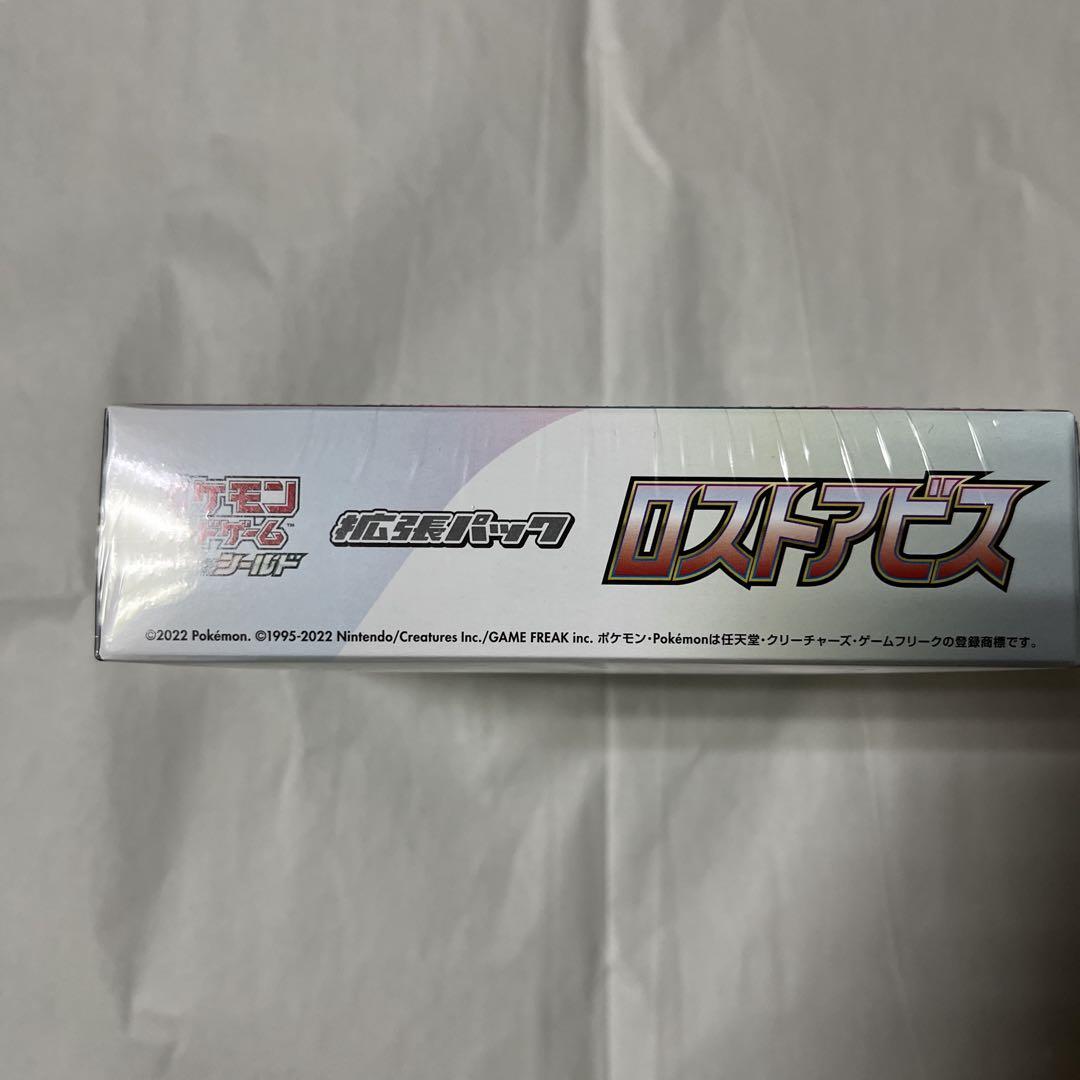 ケモン
ドゲーム™
シールド
拡張パック
ロストアビス
©2022 Pokémon. ©1995-2022 Nintendo/Creatures Inc./GAME FREAK inc. ポケモン・Pokémonは任天堂・クリーチャーズ・ゲームフリークの登録商標です。